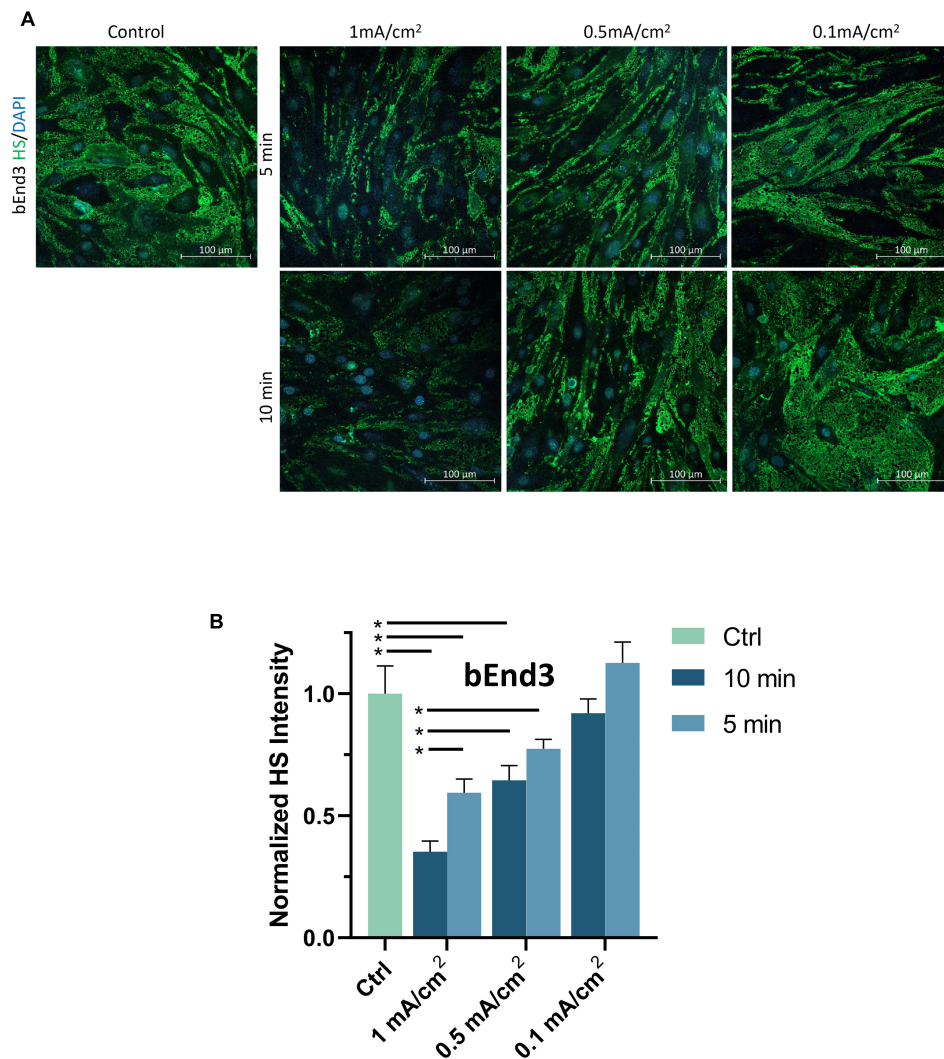 A
Control
1mA/cm²
0.5mA/cm²
0.1mA/cm²
bEnd3 HS/DAPI
5 min
100 µm
100 µm
100 µm
100 µm
10 min
100 µm
100 µm
100 µm
B
Normalized HS Intensity
1.0
0.5
0.0
*
*
*
bEnd3
*
*
*
Ctrl
10 min
5 min
Ctrl
1 mA/cm²
0.5 mA/cm²
0.1 mA/cm²